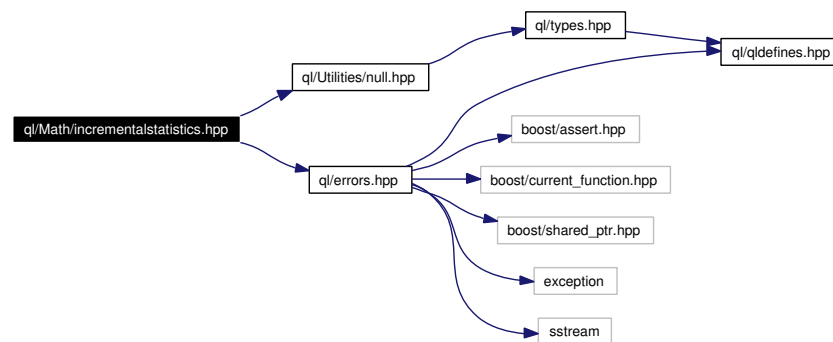 ql/types.hpp
ql/qldefines.hpp
ql/Utilities/null.hpp
ql/Math/incrementalstatistics.hpp
boost/assert.hpp
ql/errors.hpp
boost/current_function.hpp
boost/shared_ptr.hpp
exception
sstream